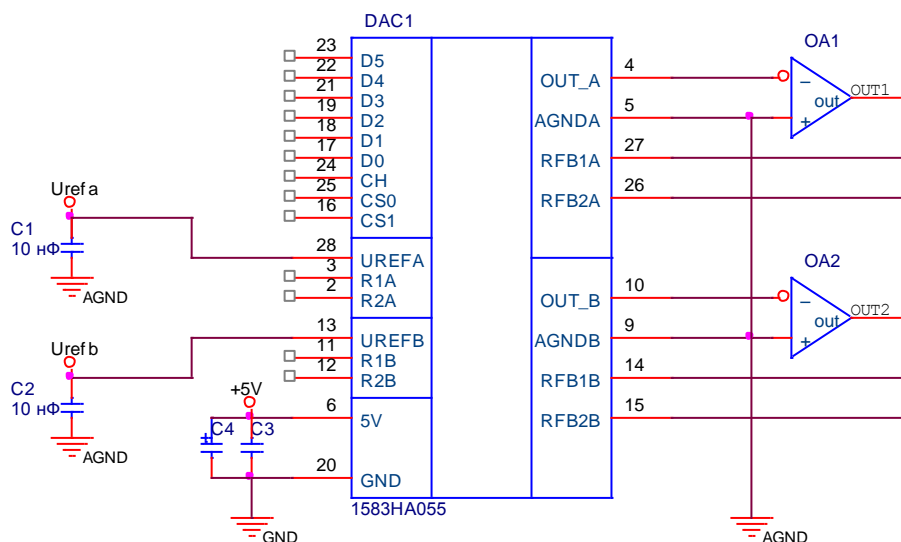 DAC1
OA1
23 D5
22 D4
21 D3
19 D2
18 D1
17 D0
24 CH
25 CS0
16 CS1
OUT_A 4
AGNDA 5
RFB1A 27
RFB2A 26
− out OUT1
+
Urefa
C1
10 нФ
AGND
28 UREFA
3 R1A
2 R2A
OA2
OUT_B 10
AGNDB 9
RFB1B 14
RFB2B 15
− out OUT2
+
Urefb
C2
10 нФ
AGND
13 UREFB
11 R1B
12 R2B
+5V
6 5V
+ C4 C3
20 GND
1583HA055
GND
AGND